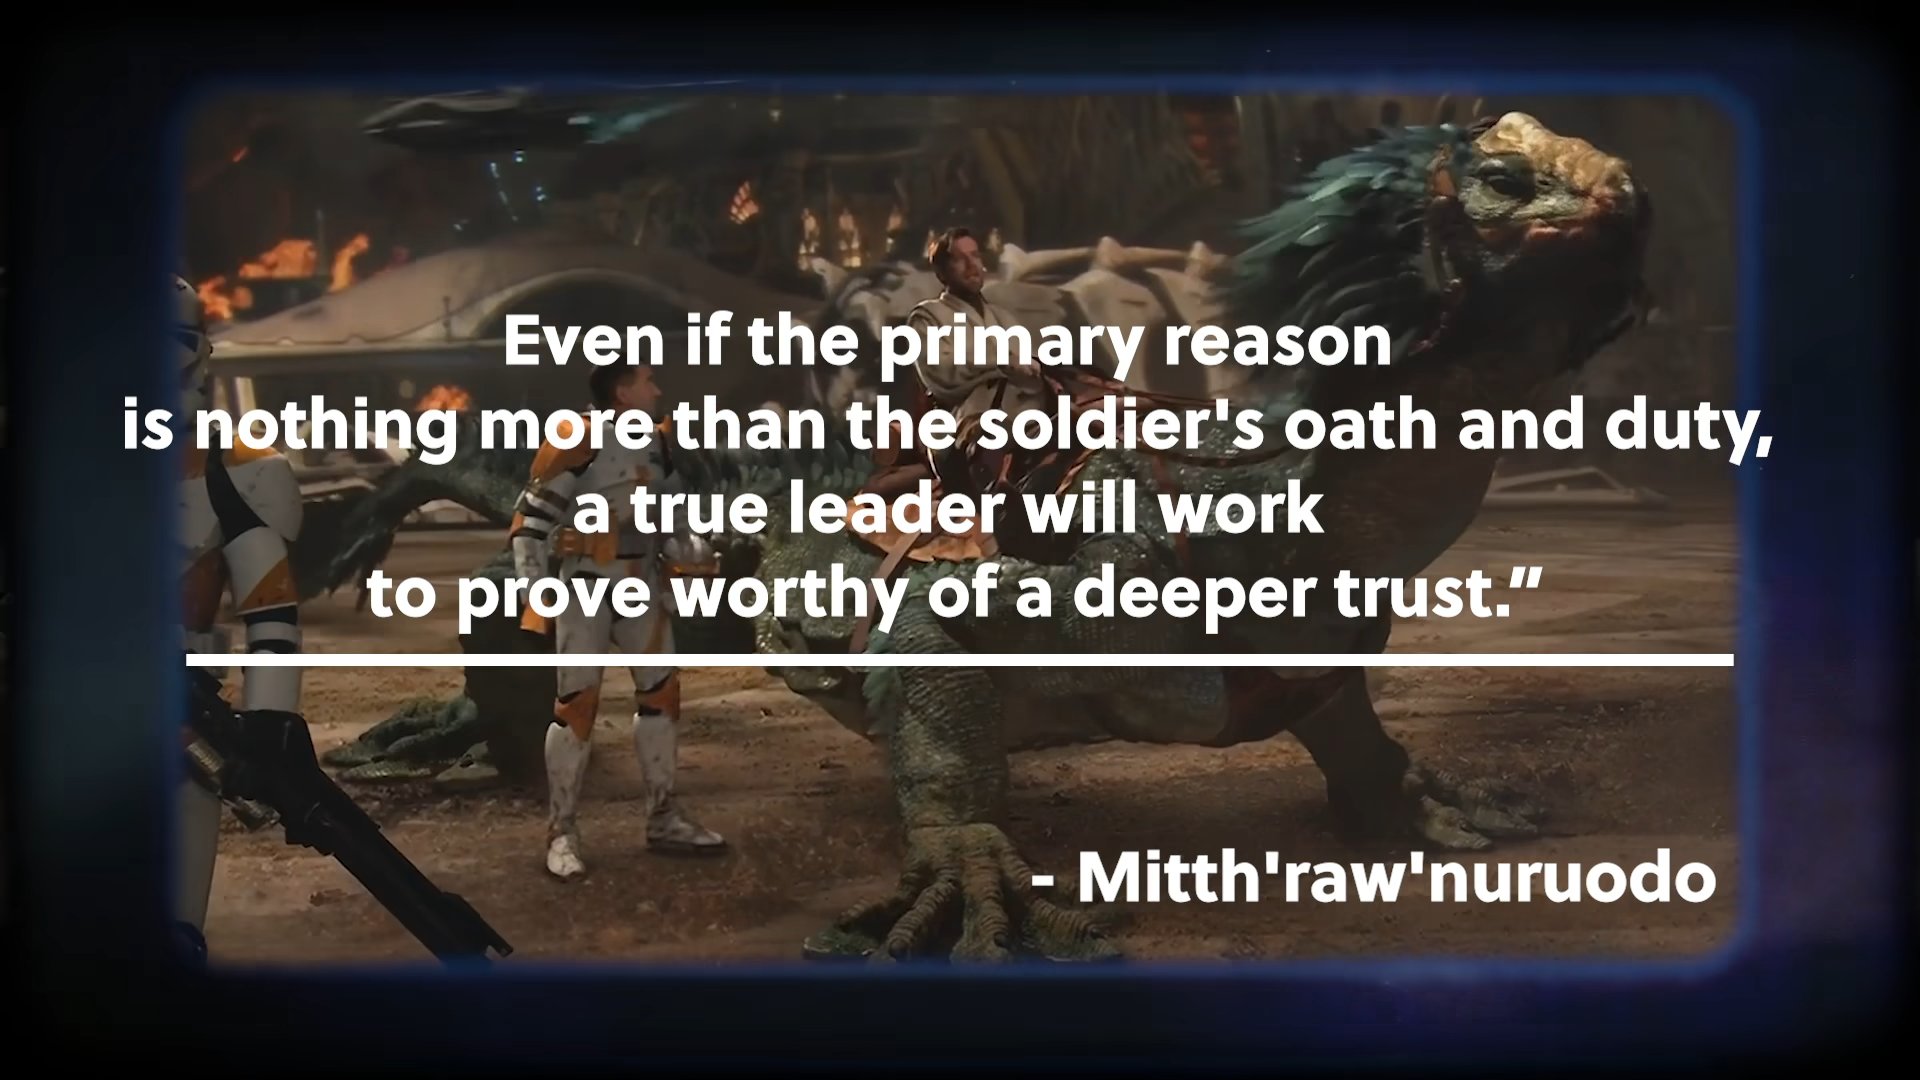 Even if the primary reason
is nothing more than the soldier's oath and duty,
a true leader will work
to prove worthy of a deeper trust.”
- Mitth'raw'nuruodo